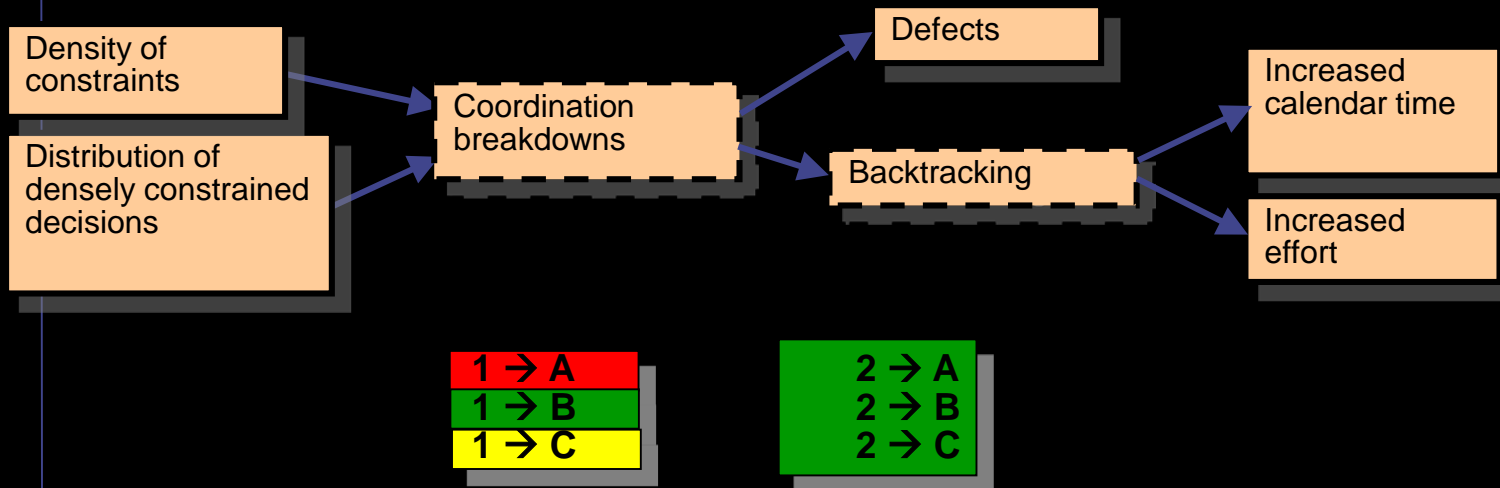 Density of
constraints
Distribution of
densely constrained
decisions
Coordination
breakdowns
Defects
Backtracking
Increased
calendar time
Increased
effort
1 → A
1 → B
1 → C
2 → A
2 → B
2 → C